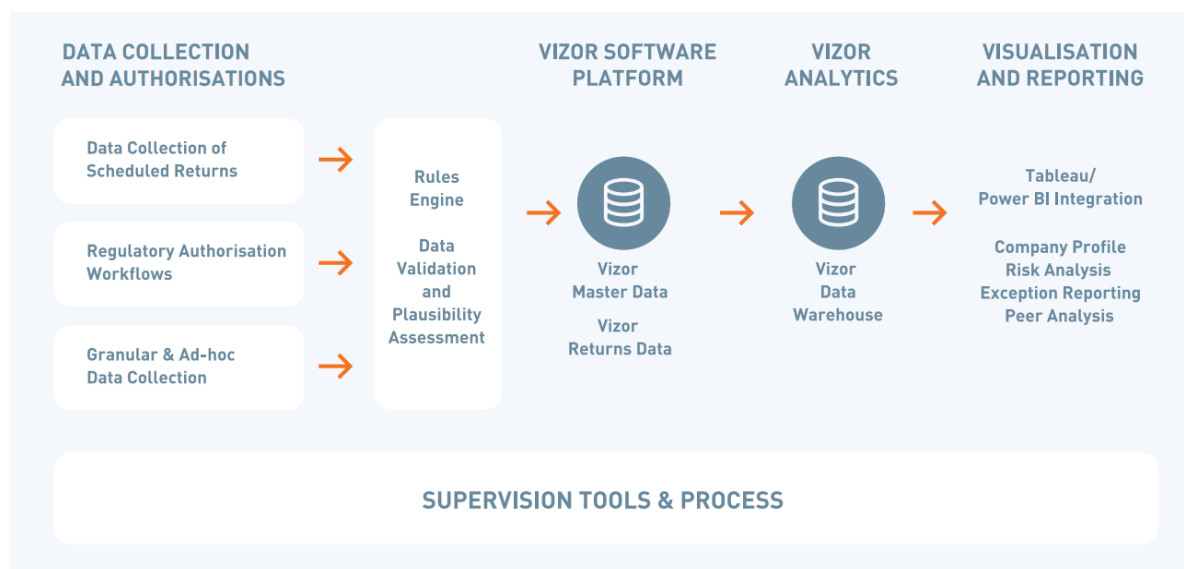 DATA COLLECTION
AND AUTHORISATIONS
VIZOR SOFTWARE
PLATFORM
VIZOR
ANALYTICS
VISUALISATION
AND REPORTING
Data Collection of
Scheduled Returns
Regulatory Authorisation
Workflows
Granular & Ad-hoc
Data Collection
Rules
Engine
Data
Validation
and
Plausibility
Assessment
Vizor
Master Data
Vizor
Returns Data
Vizor
Data
Warehouse
Tableau/
Power BI Integration
Company Profile
Risk Analysis
Exception Reporting
Peer Analysis
SUPERVISION TOOLS & PROCESS